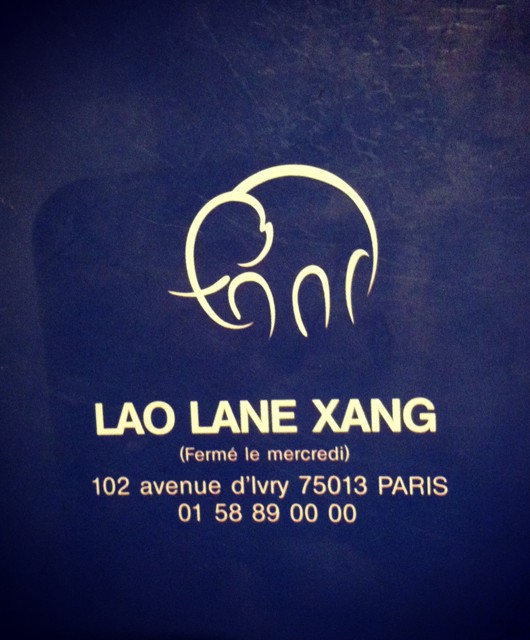 LAO LANE XANG
(Fermé le mercredi)
102 avenue d'Ivry 75013 PARIS
01 58 89 00 00